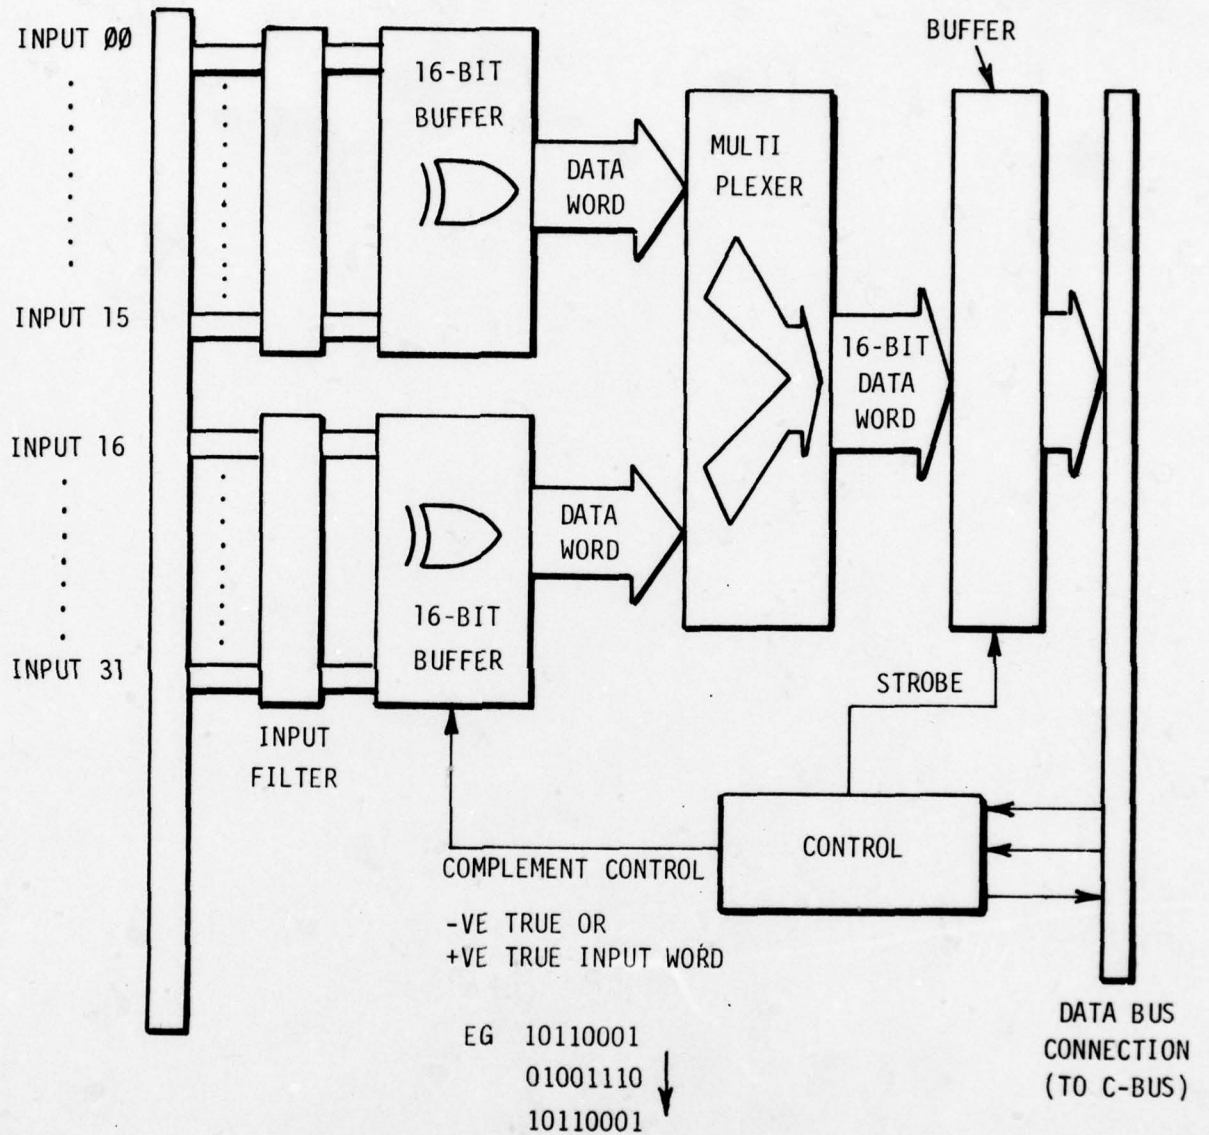 INPUT ØØ
INPUT 15
INPUT 16
INPUT 31
INPUT
FILTER
16-BIT
BUFFER
16-BIT
BUFFER
DATA
WORD
DATA
WORD
MULTI
PLEXER
16-BIT
DATA
WORD
BUFFER
STROBE
CONTROL
COMPLEMENT CONTROL
-VE TRUE OR
+VE TRUE INPUT WORD
EG 10110001
01001110
10110001
DATA BUS
CONNECTION
(TO C-BUS)